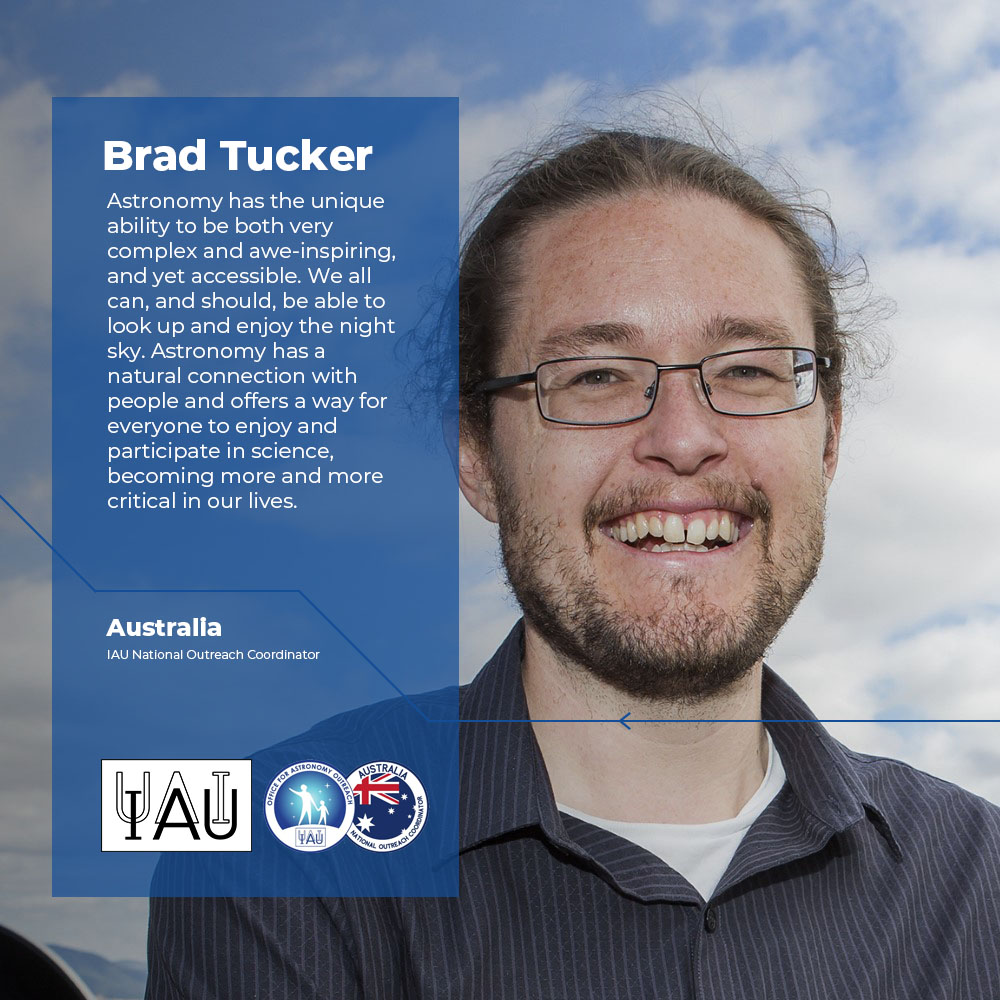 Brad Tucker
Astronomy has the unique
ability to be both very
complex and awe-inspiring,
and yet accessible. We all
can, and should, be able to
look up and enjoy the night
sky. Astronomy has a
natural connection with
people and offers a way for
everyone to enjoy and
participate in science,
becoming more and more
critical in our lives.
Australia
IAU National Outreach Coordinator
IAU
OFFICE FOR ASTRONOMY OUTREACH
IAU
AUSTRALIA
NATIONAL OUTREACH COORDINATOR